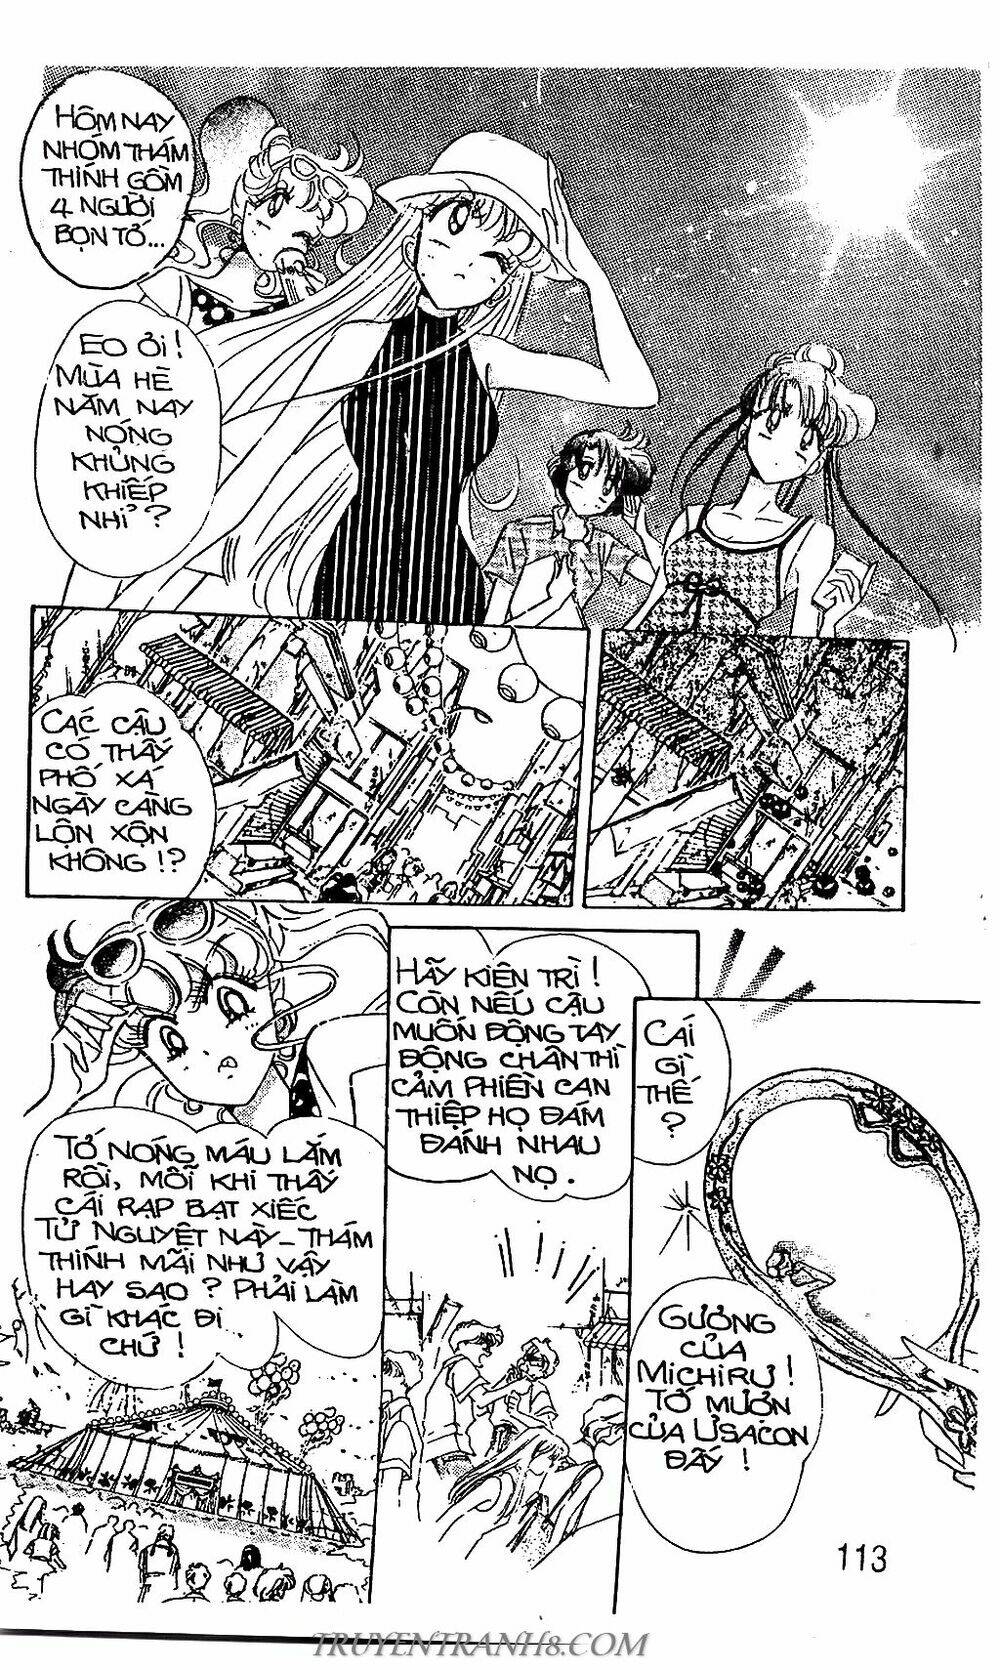 HÔM NAY
NHÓM THÁM
THÍNH GỒM
4 NGƯỜI
BỌN TỚ...
EO ỞI!
MÙA HÈ
NĂM NAY
NÓNG
KHỦNG
KHIẾP
NHỈ?
CÁC CẬU
CÓ THẤY
PHỐ XÁ
NGÀY CÀNG
LỘN XỘN
KHÔNG!?
TỚ NÓNG MÁU LẮM
RỒI, MỖI KHI THẤY
CÁI RẠP BẠT XIẾC
TỬ NGUYỆT NÀY_THÁM
THÍNH MÃI NHƯ VẬY
HAY SAO? PHẢI LÀM
GÌ KHÁC ĐI
CHỨ!
HÃY KIÊN TRÌ!
CÒN NẾU CẬU
MUỐN ĐỘNG TAY
ĐỘNG CHÂN THÌ
CẢM PHIỀN CAN
THIỆP HỌ ĐÁM
ĐÁNH NHAU
NỌ.
CÁI
GÌ
THẾ
?
GƯƠNG
CỦA
MICHIRU!
TỚ MƯỢN
CỦA USACON
ĐẤY!
113
TRUYENTRANH8.COM